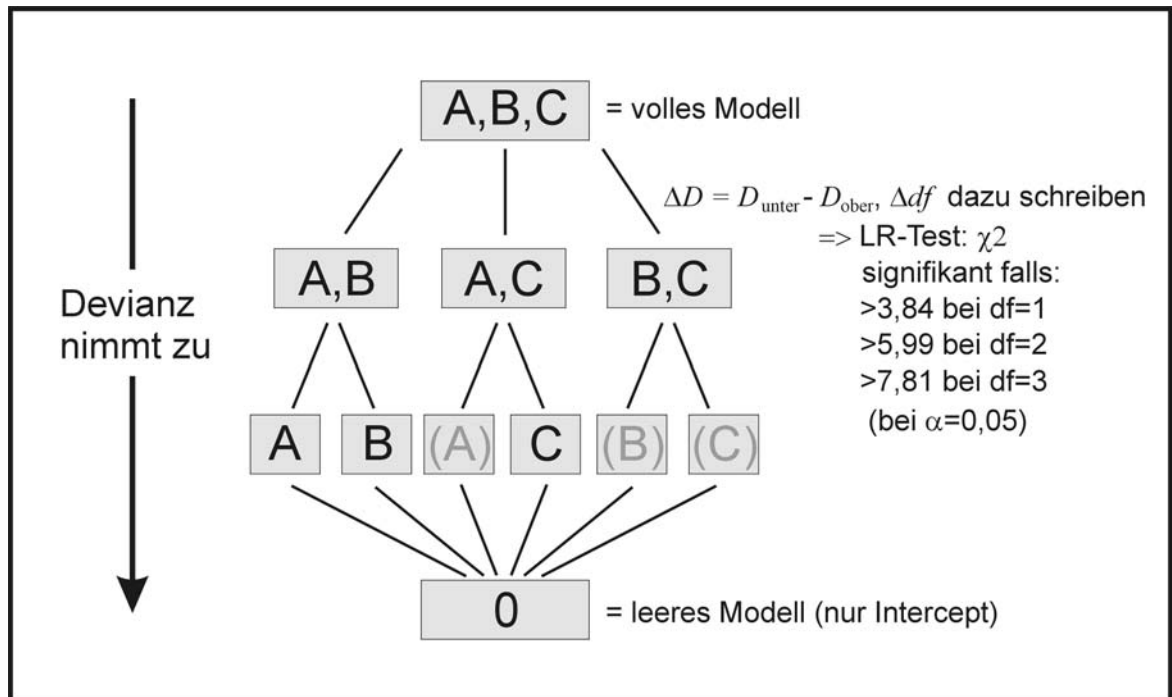 A,B,C = volles Modell
ΔD = Dunter - Dober, Δdf dazu schreiben
=> LR-Test: χ2
signifikant falls:
>3,84 bei df=1
>5,99 bei df=2
>7,81 bei df=3
(bei α=0,05)
A,B A,C B,C
Devianz
nimmt zu
A B (A) C (B) (C)
0 = leeres Modell (nur Intercept)